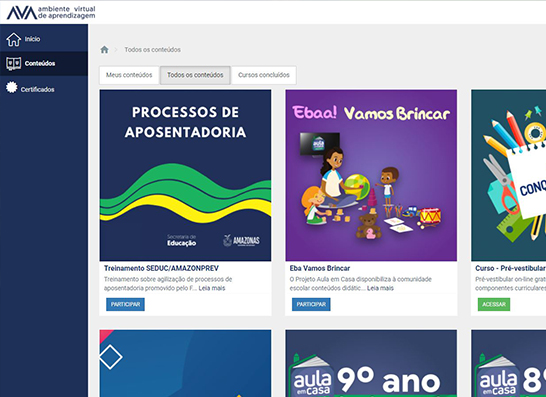 AVA ambiente virtual
de aprendizagem
Início
Conteúdos
Certificados
Todos os conteúdos
Meus conteúdos
Todos os conteúdos
Cursos concluídos
PROCESSOS DE
APOSENTADORIA
Secretaria de
Educação
AMAZONAS
Treinamento SEDUC/AMAZONPREV
Treinamento sobre agilização de processos de
aposentadoria promovido pelo F... Leia mais
PARTICIPAR
Ebaa! Vamos Brincar
aula
Eba Vamos Brincar
O Projeto Aula em Casa disponibiliza à comunidade
escolar conteúdos didátic... Leia mais
PARTICIPAR
CONQ
Curso - Pré-vestibular
Pré-vestibular on-line grat
componentes curriculares
ACESSAR
aula
em casa
9º ano
aula
em casa
8º